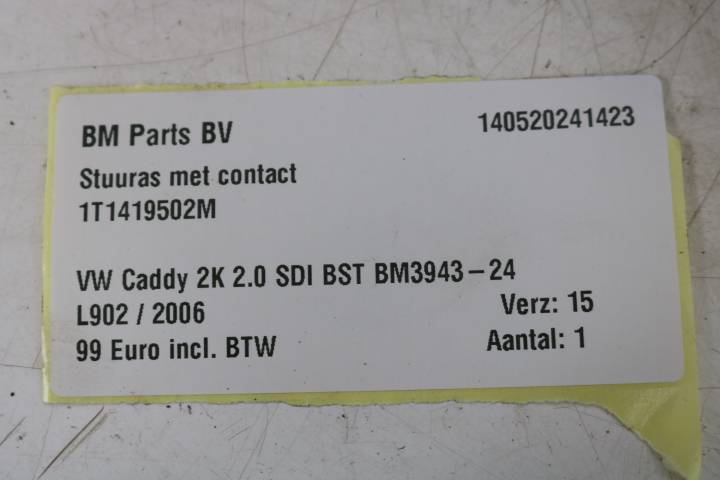 BM Parts BV 140520241423
Stuuras met contact
1T1419502M
VW Caddy 2K 2.0 SDI BST BM3943-24
L902 / 2006 Verz: 15
99 Euro incl. BTW Aantal: 1